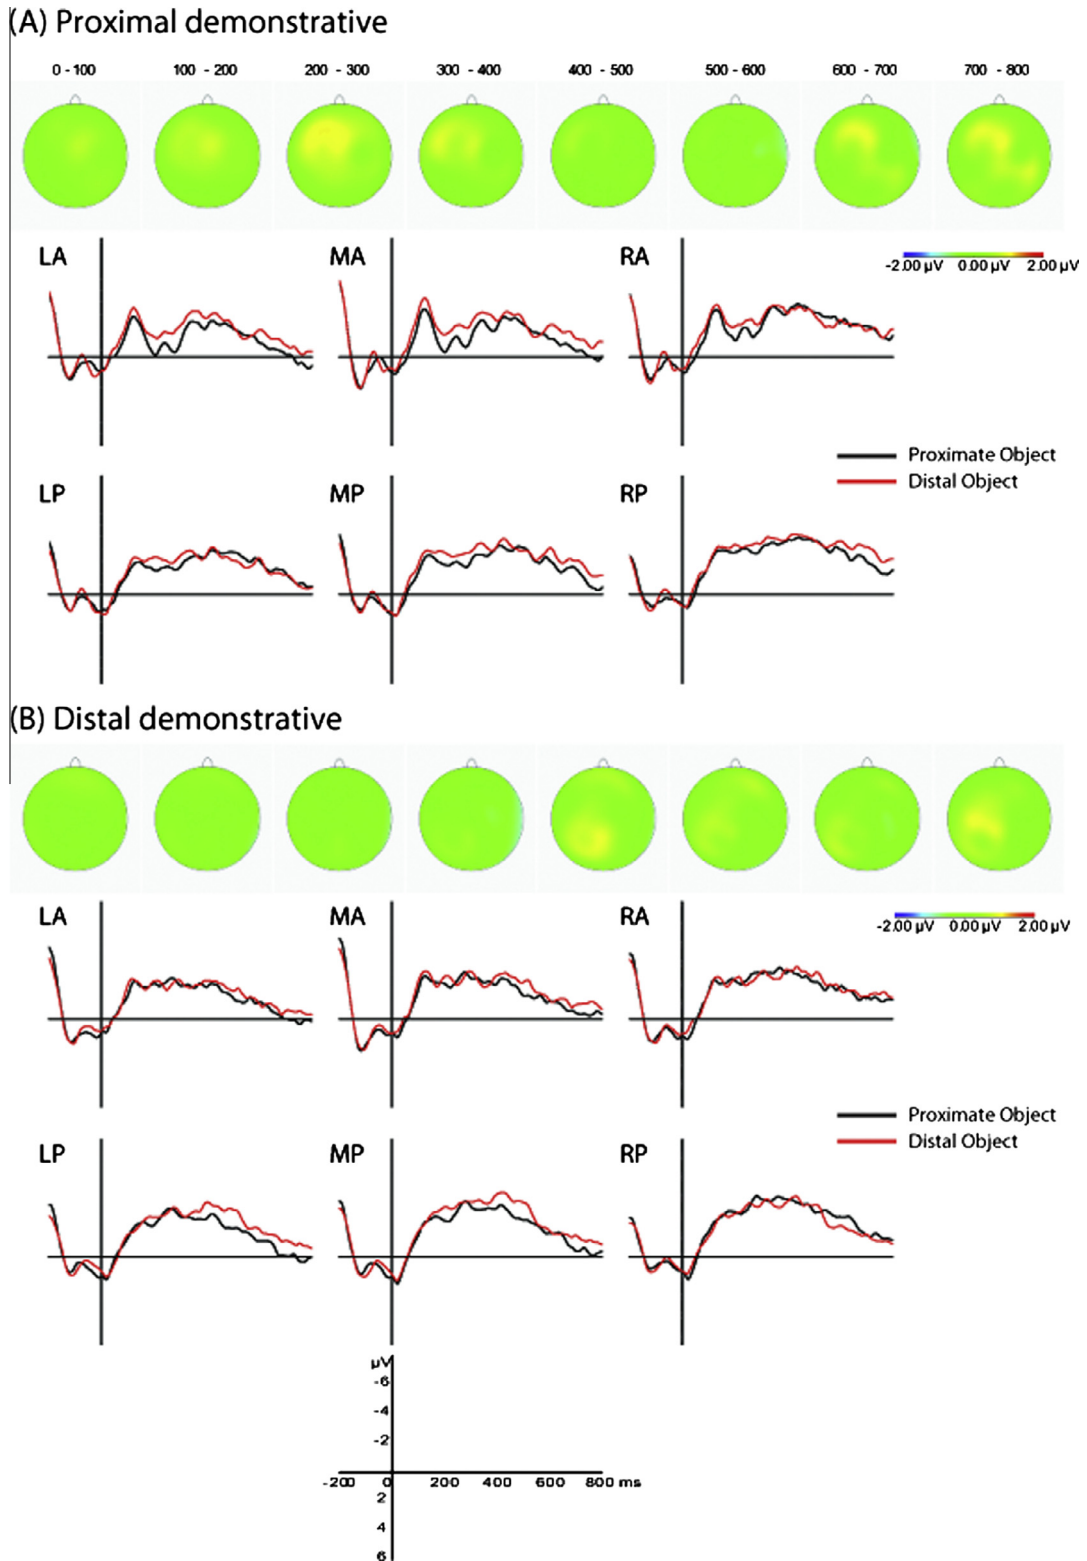 (A) Proximal demonstrative
0 - 100 100 - 200 200 - 300 300 - 400 400 - 500 500 - 600 600 - 700 700 - 800
LA MA RA
-2.00 µV 0.00 µV 2.00 µV
Proximate Object
Distal Object
LP MP RP
(B) Distal demonstrative
LA MA RA
-2.00 µV 0.00 µV 2.00 µV
Proximate Object
Distal Object
LP MP RP
µV
-6
-4
-2
-200 0 200 400 600 800 ms
2
4
6